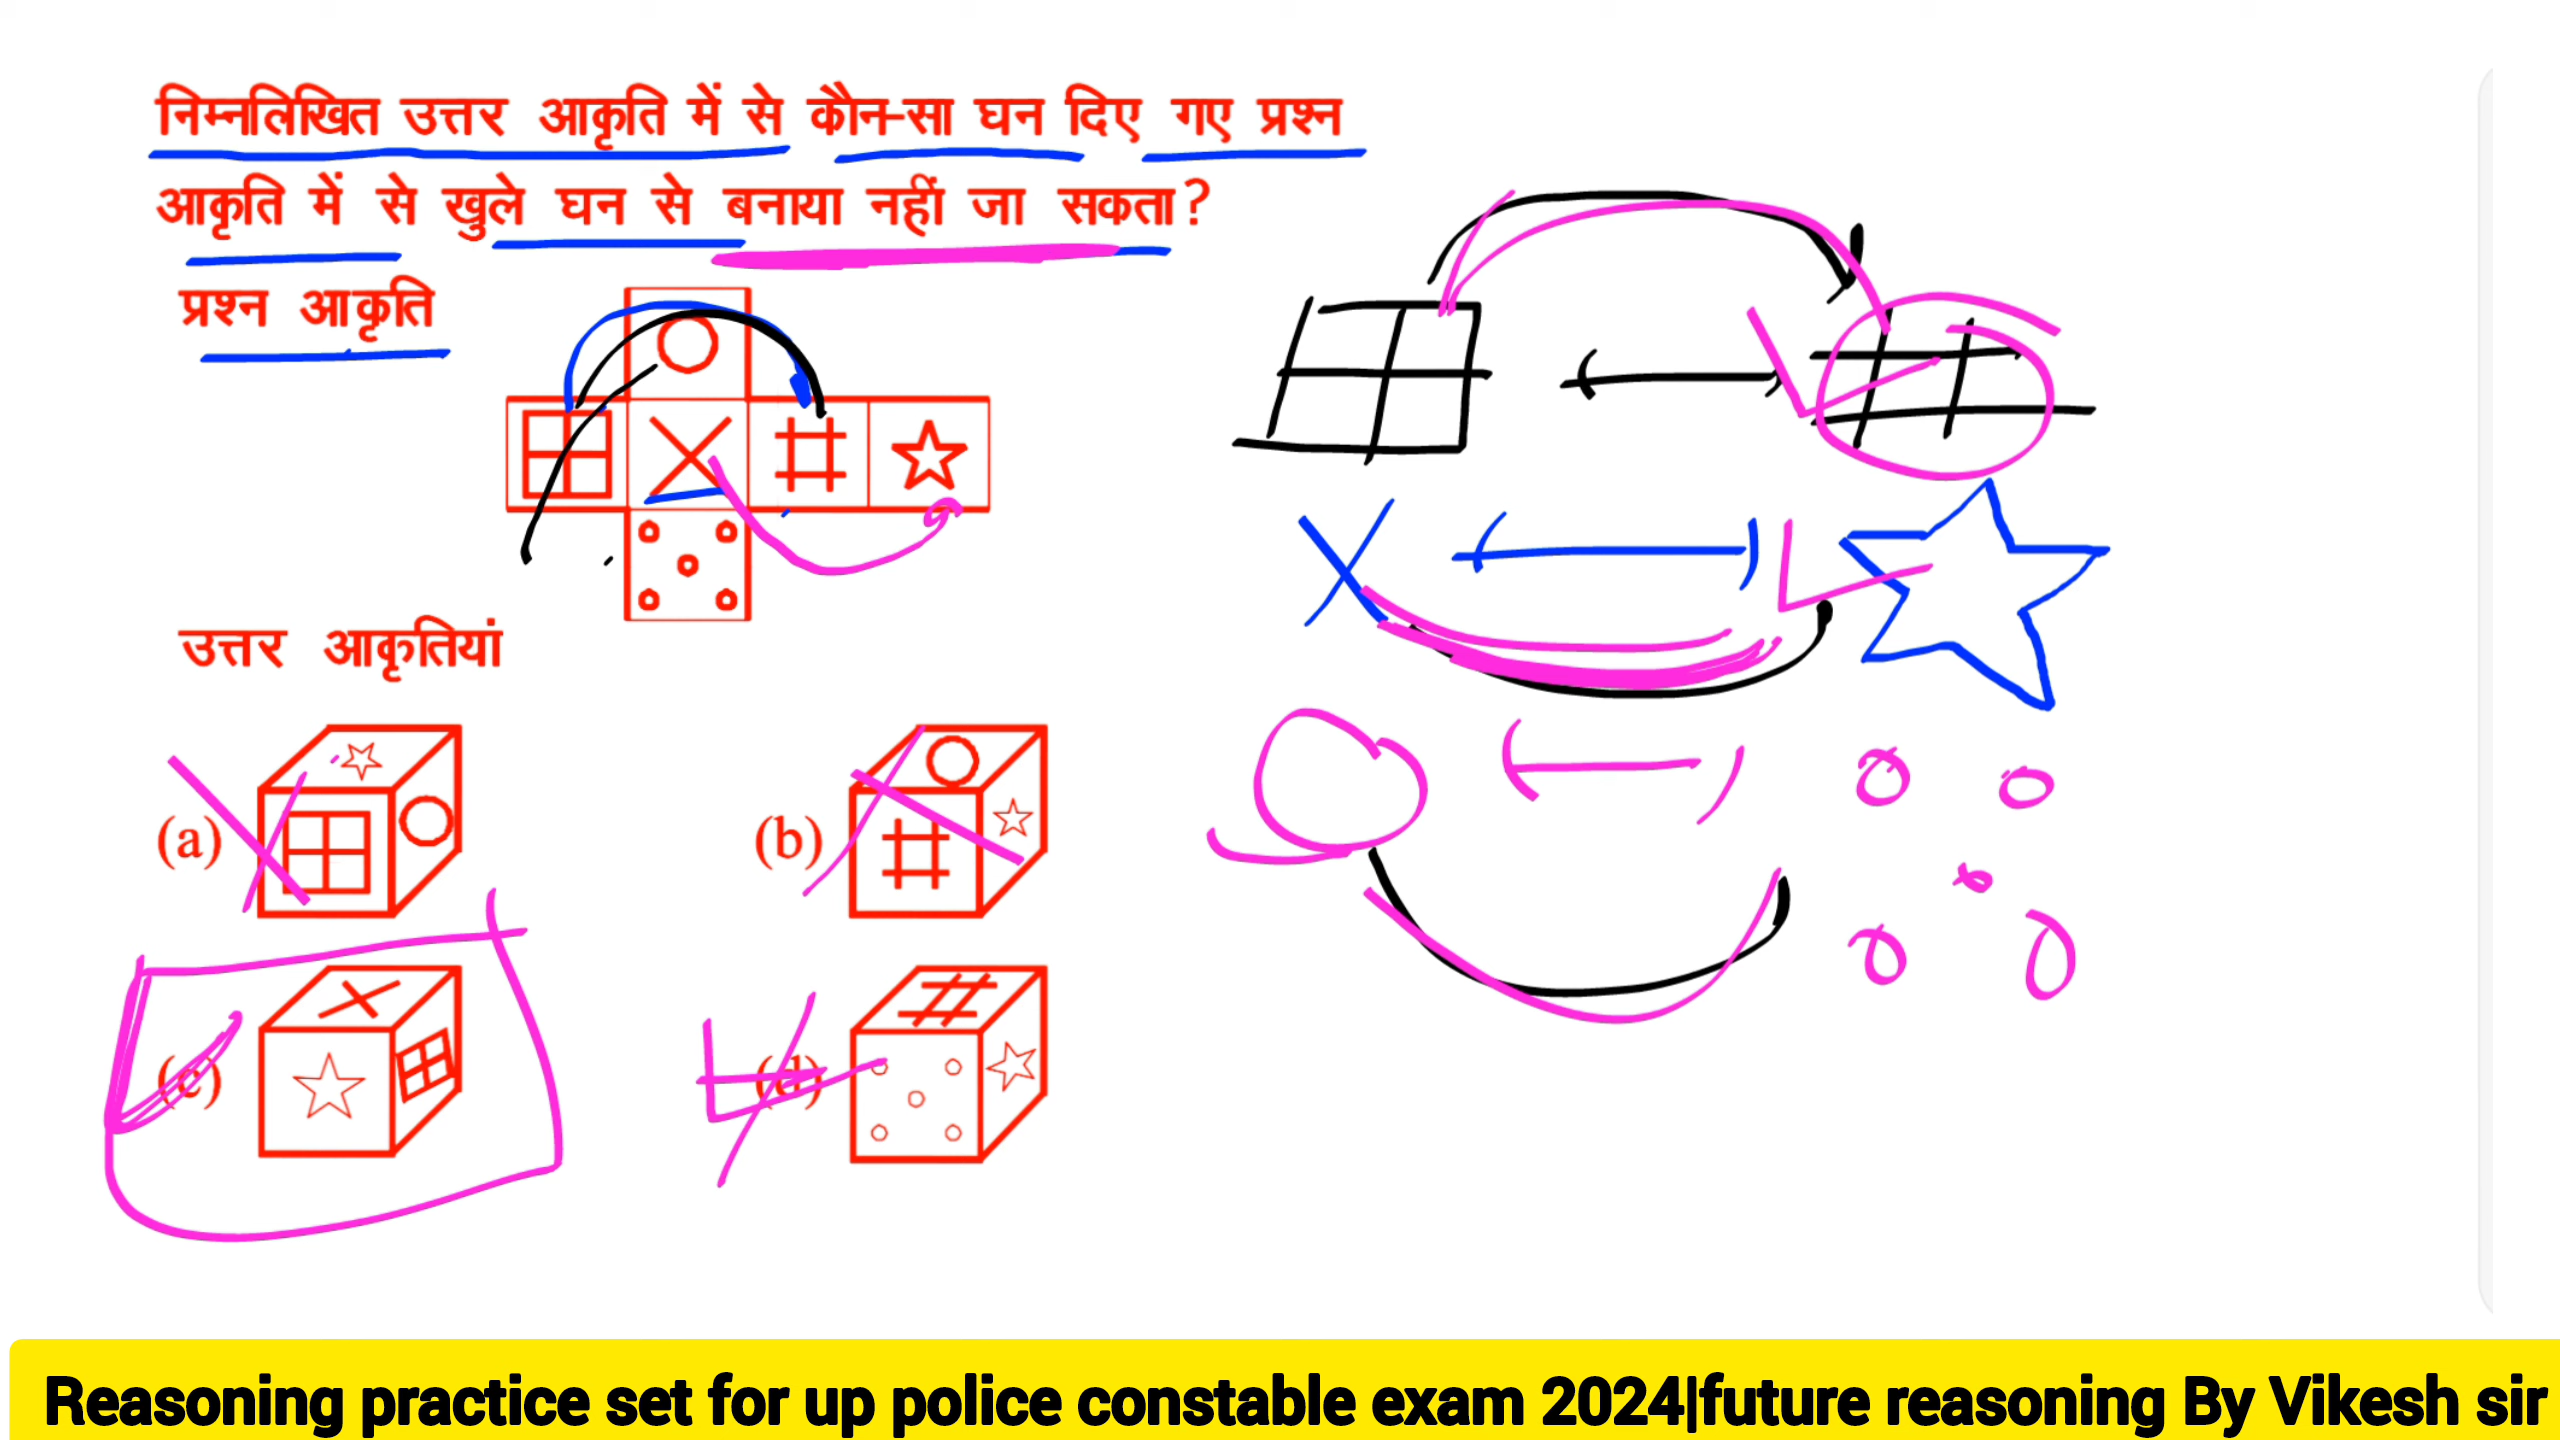 निम्नलिखित उत्तर आकृति में से कौन-सा घन दिए गए प्रश्न
आकृति में से खुले घन से बनाया नहीं जा सकता?
प्रश्न आकृति
उत्तर आकृतियां
(a)
(b)
(c)
(d)
Reasoning practice set for up police constable exam 2024|future reasoning By Vikesh sir